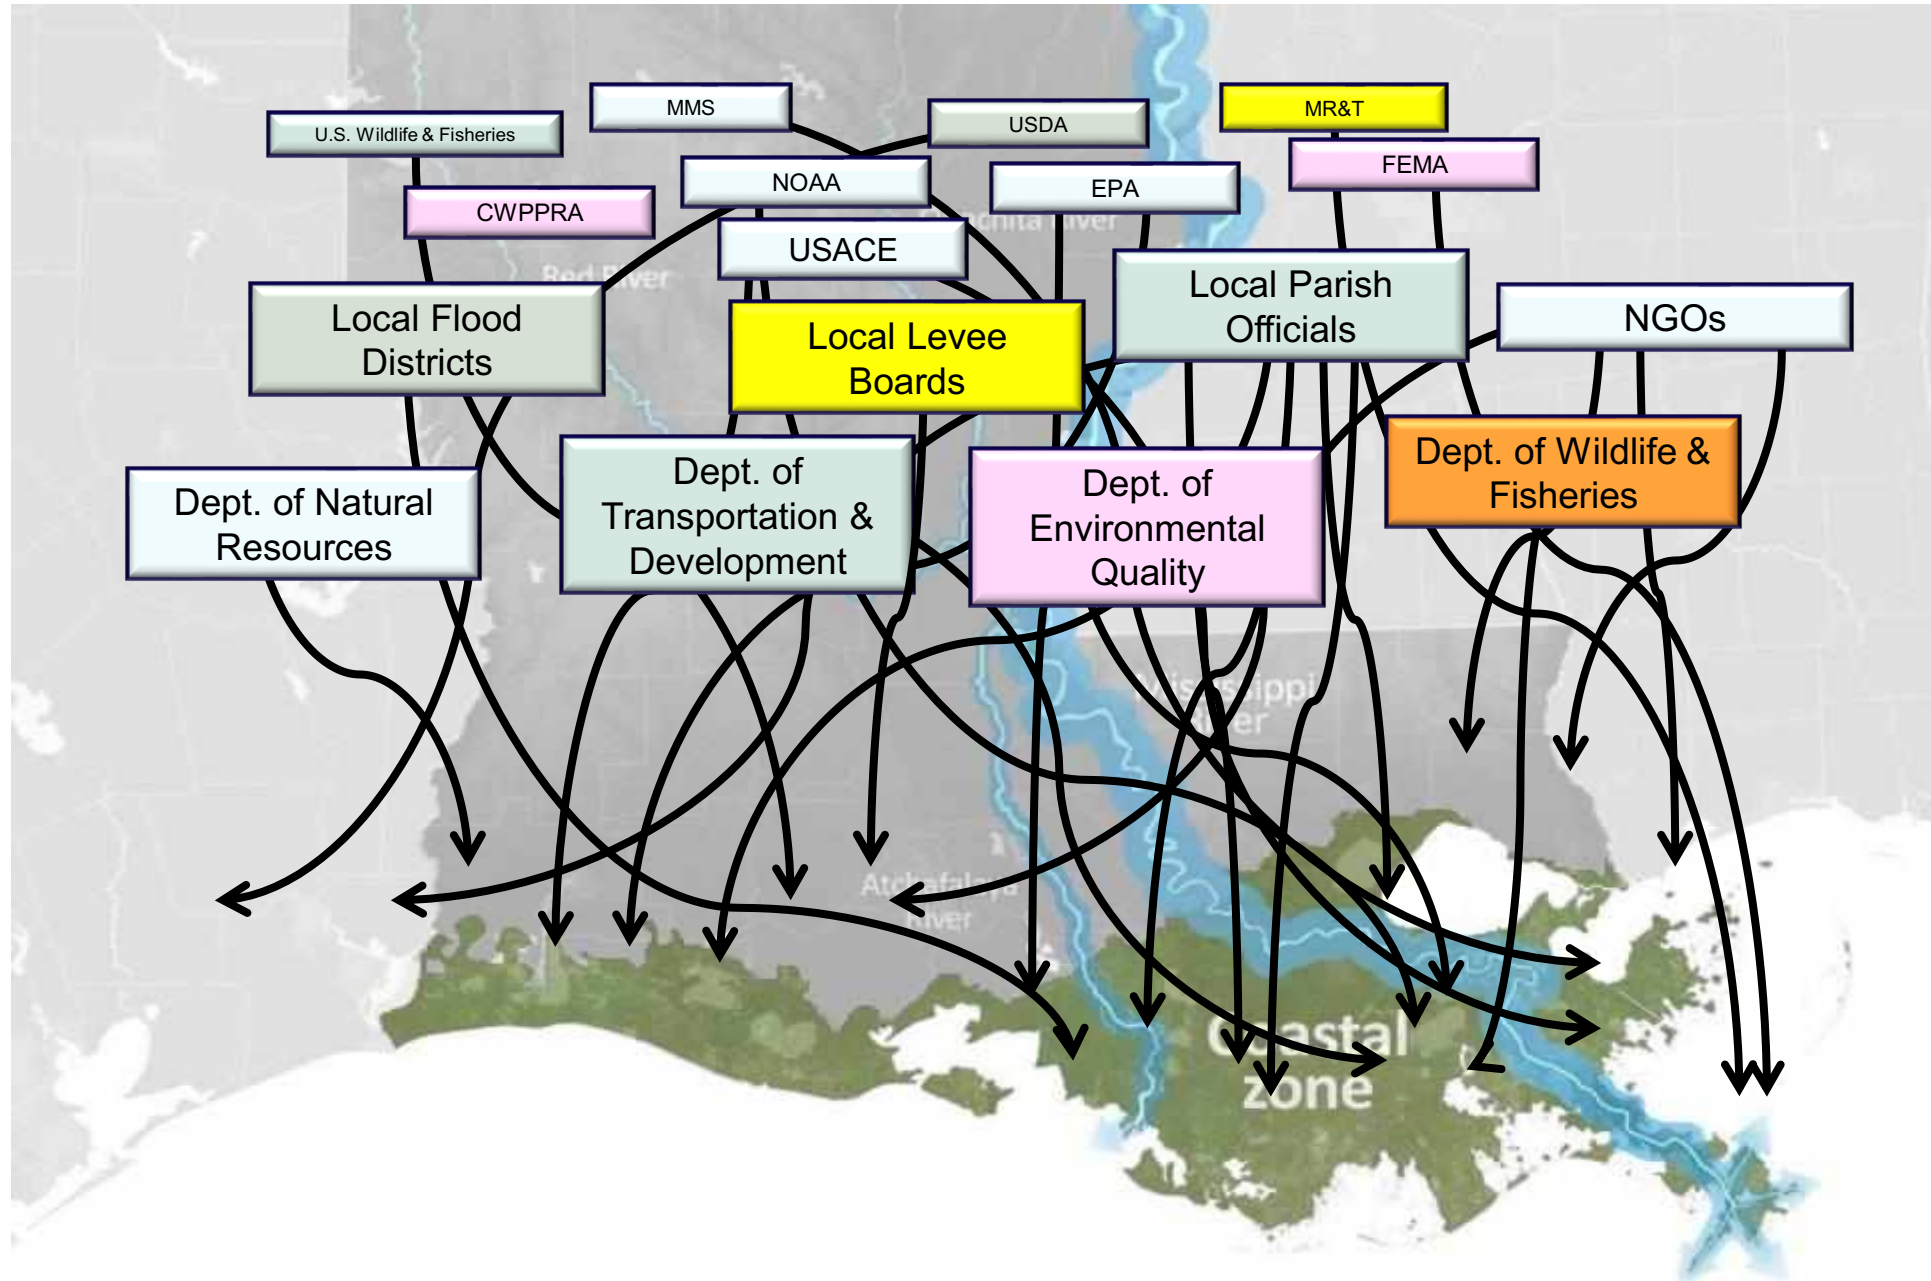 MMS
USDA
MR&T
U.S. Wildlife & Fisheries
FEMA
NOAA
EPA
CWPPRA
USACE
Red River
Local Flood
Districts
Local Levee
Boards
Local Parish
Officials
NGOs
Dept. of Natural
Resources
Dept. of
Transportation &
Development
Dept. of
Environmental
Quality
Dept. of Wildlife &
Fisheries
Mississippi
River
Atchafalaya
River
Coastal
zone